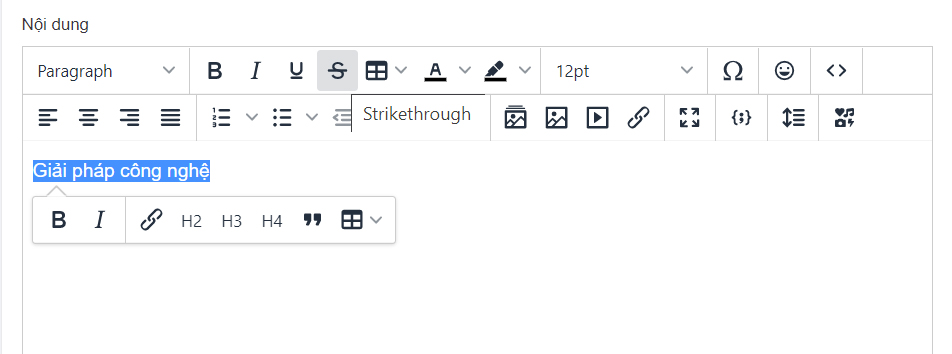 Nội dung
Paragraph B I U S A 12pt Ω <>
Strikethrough {;}
Giải pháp công nghệ
B I H2 H3 H4